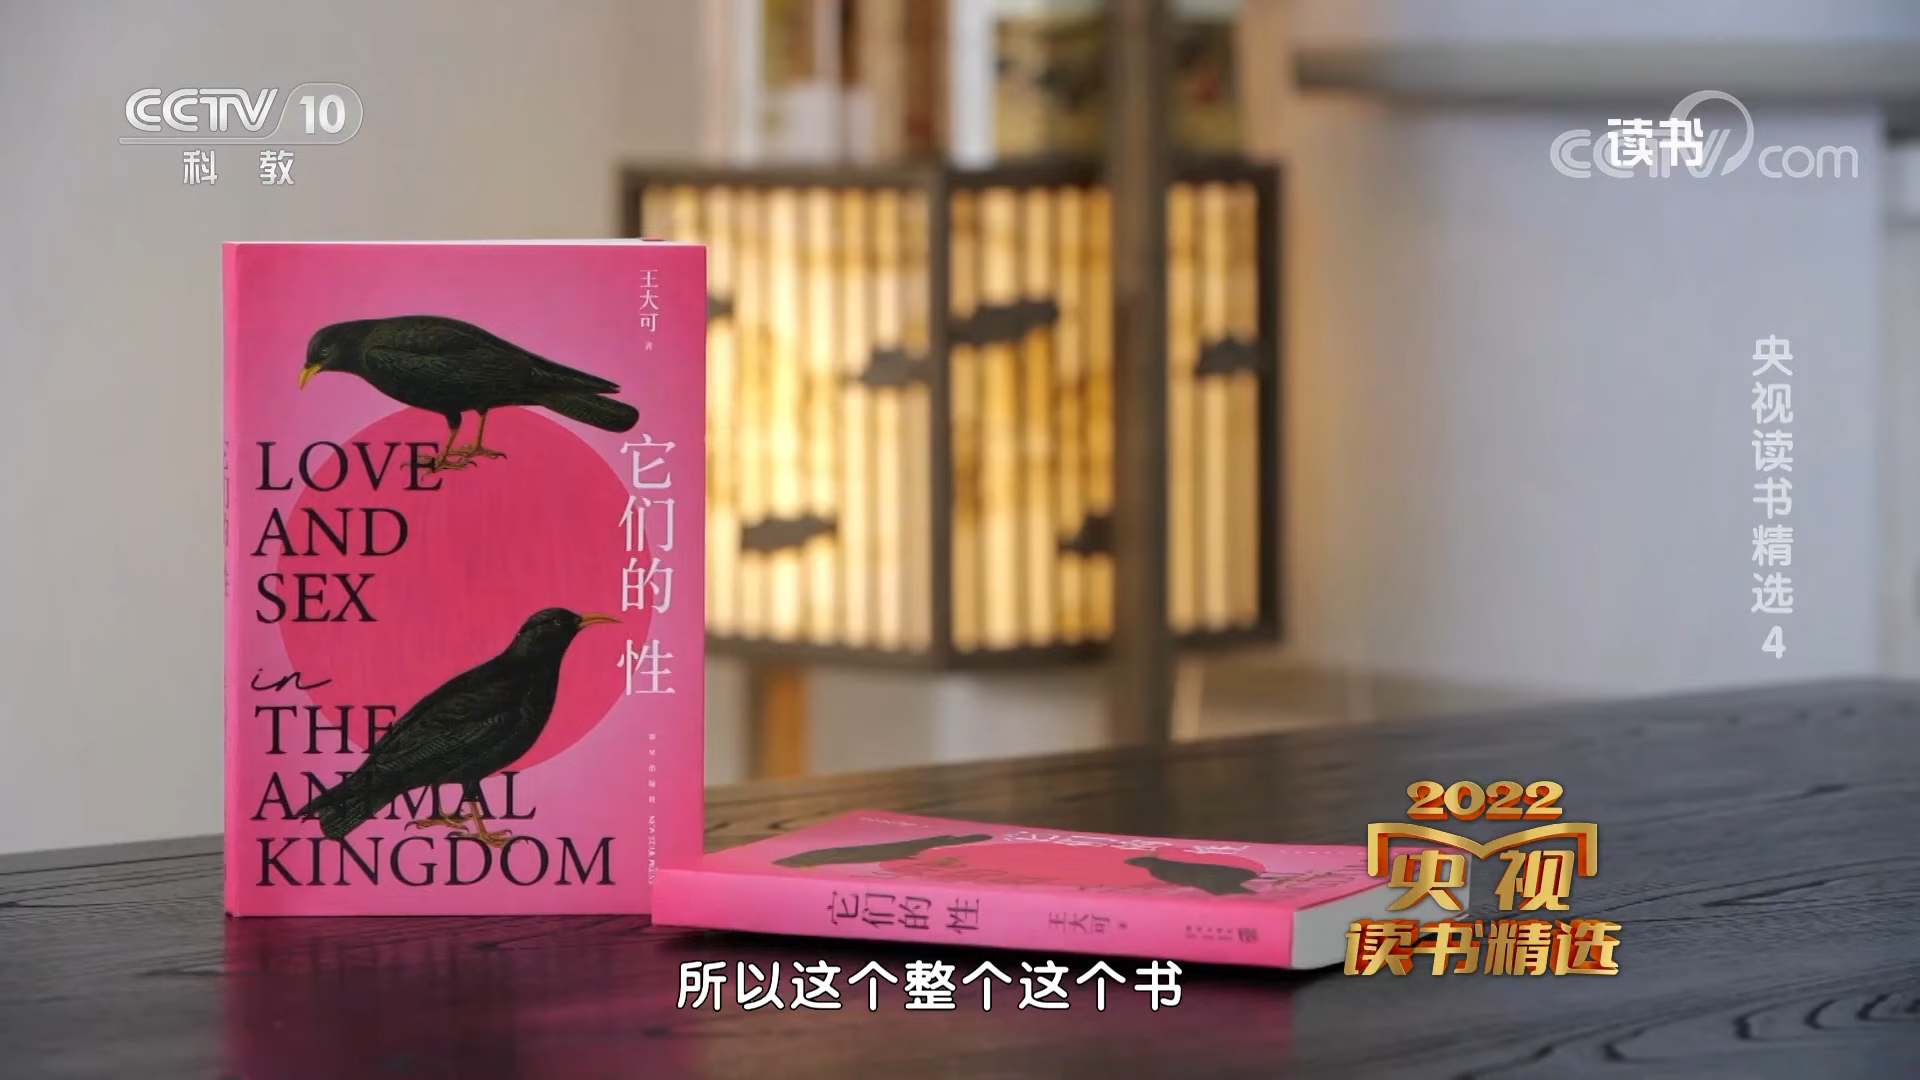 CCTV 10
科 教
读书
CCTV com
央视读书精选 4
王大可 著
它们的 性
LOVE
AND
SEX
in
THE
ANIMAL
KINGDOM
它们的 性 王大可 著
2022
央视
读书精选
所以这个整个这个书